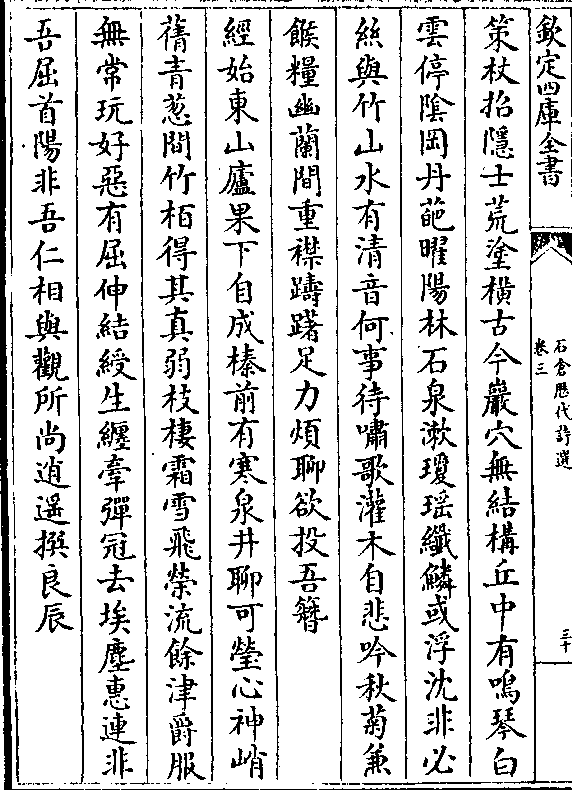 欽定四庫全書
石倉歷代詩選
卷三
三十
策杖招隱士荒塗橫古今巖穴無結構丘中有鳴琴白
雲停陰岡丹葩曜陽林石泉漱瓊瑶纖鱗或浮沈非必
絲與竹山水有清音何事待嘯歌灌木自悲吟秋菊兼
餱糧幽蘭間重襟躊躇足力煩聊欲投吾簪
經始東山廬果下自成榛前有寒泉井聊可瑩心神峭
蒨青葱間竹栢得其真弱枝棲霜雪飛榮流餘津爵服
無常玩好惡有屈伸結綬生纏牽彈冠去埃塵惠連非
吾屈首陽非吾仁相與觀所尚逍遥撰良辰